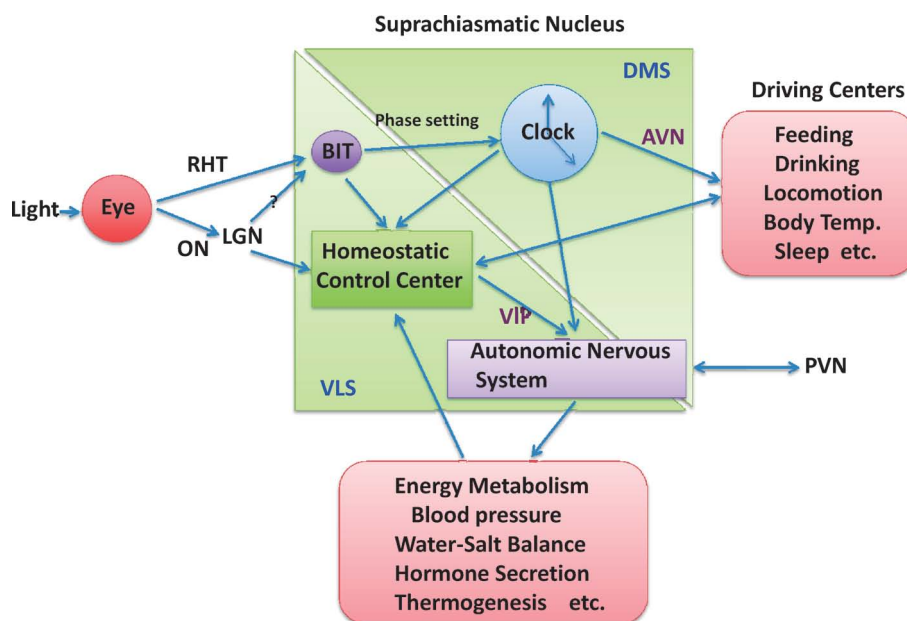 Suprachiasmatic Nucleus
DMS
Driving Centers
Phase setting
Clock
AVN
Feeding
Drinking
Locomotion
Body Temp.
Sleep etc.
RHT
BIT
Light
Eye
?
ON
LGN
Homeostatic
Control Center
VIP
Autonomic Nervous
System
VLS
PVN
Energy Metabolism
Blood pressure
Water-Salt Balance
Hormone Secretion
Thermogenesis etc.